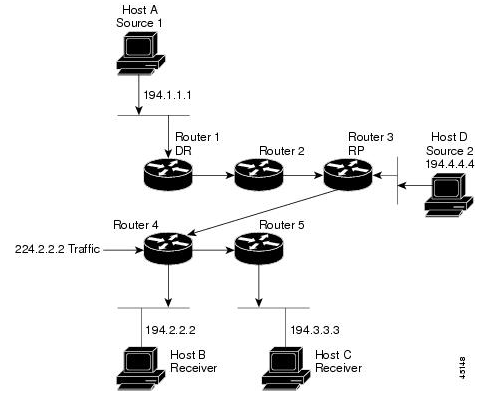 Host A
Source 1
194.1.1.1
Router 1
DR
Router 2
Router 3
RP
Host D
Source 2
194.4.4.4
Router 4
Router 5
224.2.2.2 Traffic
194.2.2.2
194.3.3.3
Host B
Receiver
Host C
Receiver
45148